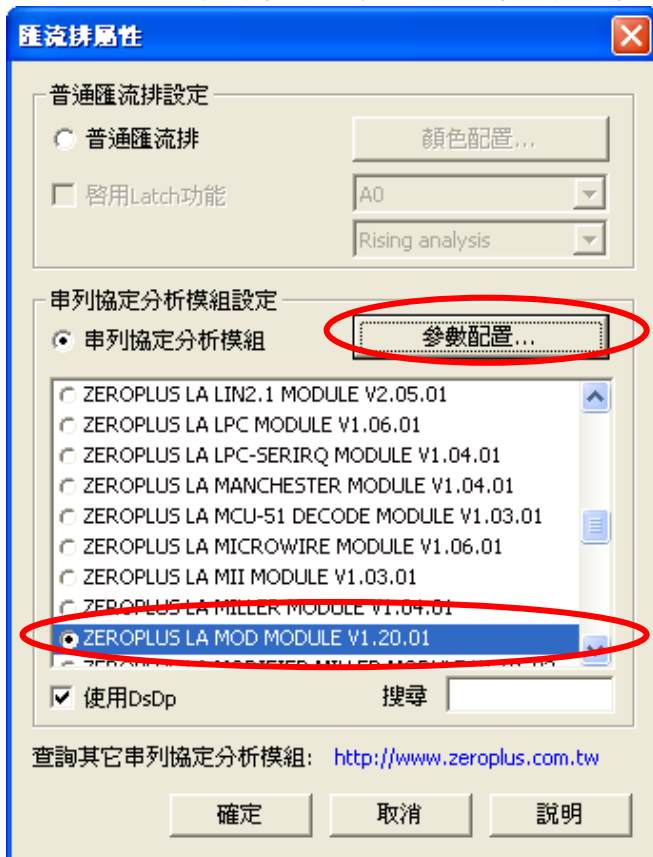 匯流排屬性
普通匯流排設定
普通匯流排
顏色配置...
啓用Latch功能
A0
Rising analysis
串列協定分析模組設定
串列協定分析模組
參數配置...
ZEROPLUS LA LIN2.1 MODULE V2.05.01
ZEROPLUS LA LPC MODULE V1.06.01
ZEROPLUS LA LPC-SERIRQ MODULE V1.04.01
ZEROPLUS LA MANCHESTER MODULE V1.04.01
ZEROPLUS LA MCU-51 DECODE MODULE V1.03.01
ZEROPLUS LA MICROWIRE MODULE V1.06.01
ZEROPLUS LA MII MODULE V1.03.01
ZEROPLUS LA MILLER MODULE V1.04.01
ZEROPLUS LA MOD MODULE V1.20.01
ZEROPLUS LA MODIFIED MILLER MODULE
使用DsDp
搜尋
查詢其它串列協定分析模組: http://www.zeroplus.com.tw
確定
取消
說明